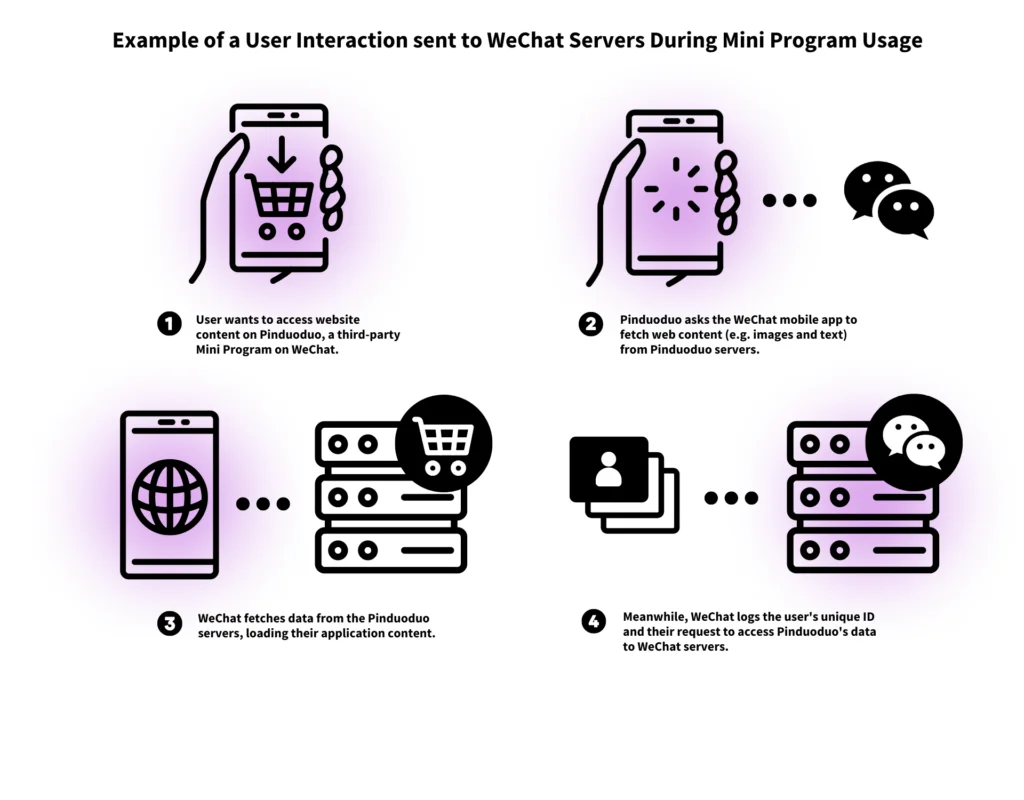 Example of a User Interaction sent to WeChat Servers During Mini Program Usage
1
User wants to access website
content on Pinduoduo, a third-party
Mini Program on WeChat.
2
Pinduoduo asks the WeChat mobile app to
fetch web content (e.g. images and text)
from Pinduoduo servers.
3
WeChat fetches data from the Pinduoduo
servers, loading their application content.
4
Meanwhile, WeChat logs the user's unique ID
and their request to access Pinduoduo's data
to WeChat servers.